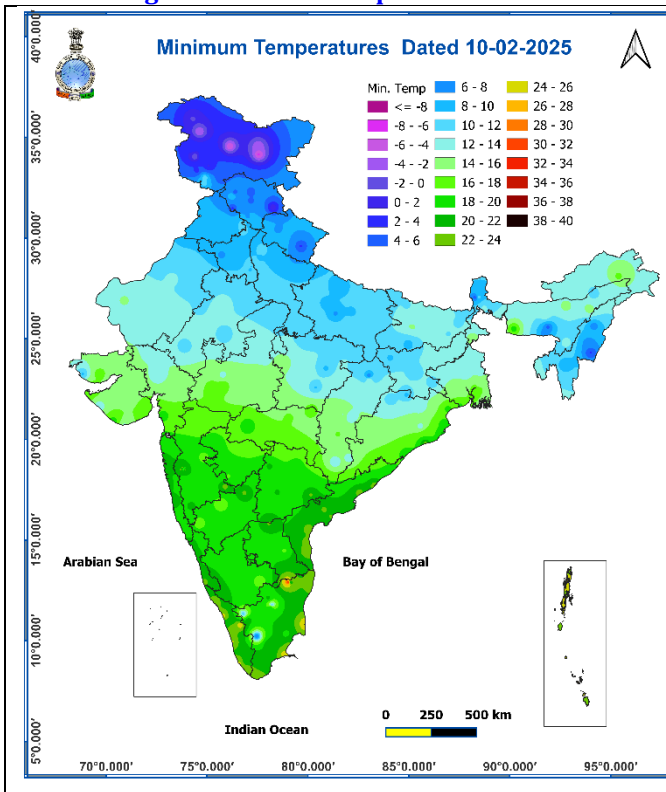 Minimum Temperatures Dated 10-02-2025
Min. Temp
<= -8
-8 - -6
-6 - -4
-4 - -2
-2 - 0
0 - 2
2 - 4
4 - 6
6 - 8
8 - 10
10 - 12
12 - 14
14 - 16
16 - 18
18 - 20
20 - 22
22 - 24
24 - 26
26 - 28
28 - 30
30 - 32
32 - 34
34 - 36
36 - 38
38 - 40
40°0.000'
35°0.000'
30°0.000'
25°0.000'
20°0.000'
15°0.000'
10°0.000'
5°0.000'
Arabian Sea
Bay of Bengal
Indian Ocean
0 250 500 km
70°0.000' 75°0.000' 80°0.000' 85°0.000' 90°0.000' 95°0.000'